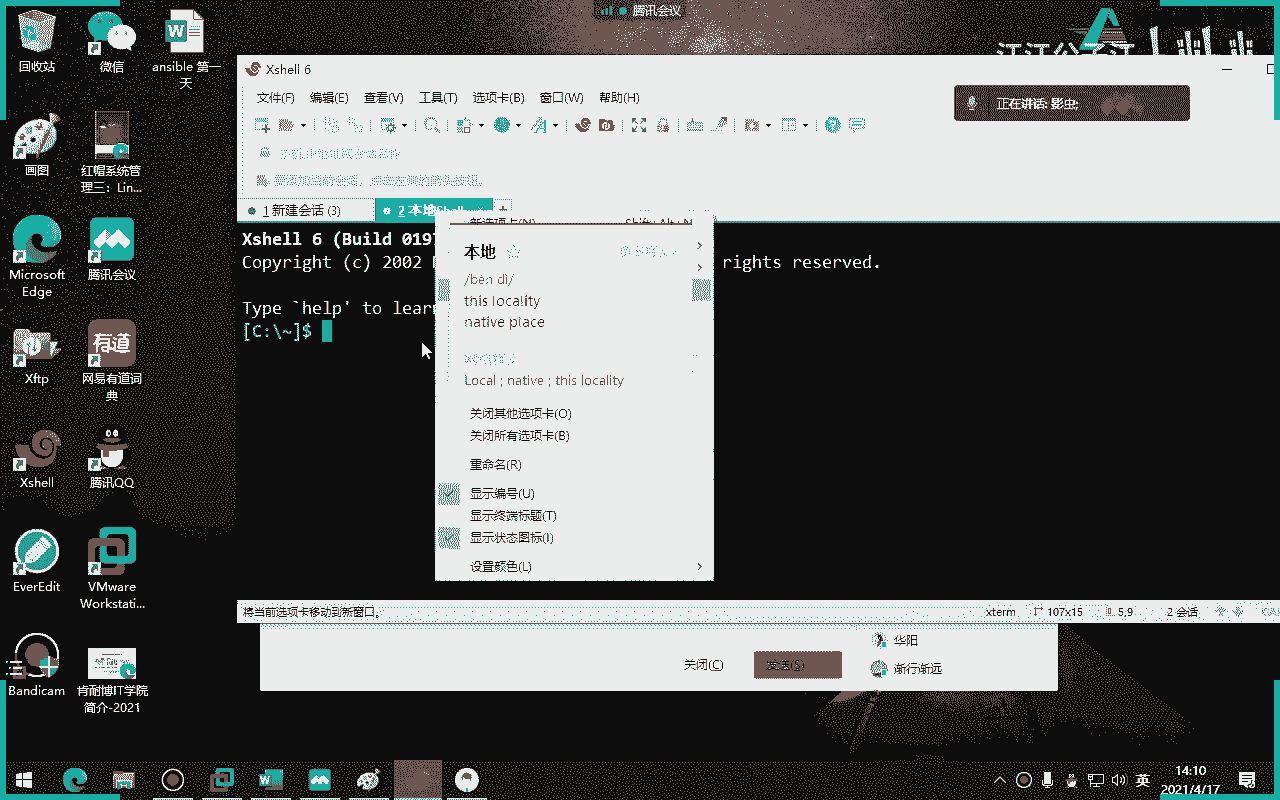 腾讯会议
回收站
微信
ansible 第一
天
画图
红帽系统管
理三：Lin...
Microsoft
Edge
腾讯会议
Xftp
网易有道词
典
Xshell
腾讯QQ
EverEdit
VMware
Workstati...
Bandicam
肯耐博IT学院
简介-2021
Xshell 6
文件(F) 编辑(E) 查看(V) 工具(T) 选项卡(B) 窗口(W) 帮助(H)
正在讲话: 影虫;
1 新建会话 (3)
2 本地Shell
+
Xshell 6 (Build 019
Copyright (c) 2002
rights reserved.
Type `help' to lear
[C:\~]$
新选项卡(N) Shift+Alt+N
本地
/běn dì/
this locality
native place
Local ; native ; this locality
关闭其他选项卡(O)
关闭所有选项卡(B)
重命名(R)
显示编号(U)
显示终端标题(T)
显示状态图标(I)
设置颜色(L)
将当前选项卡移动到新窗口。
xterm
107x15
5,9
2 会话
关闭(C)
发送(S)
华阳
渐行渐远
英
14:10
2021/4/17